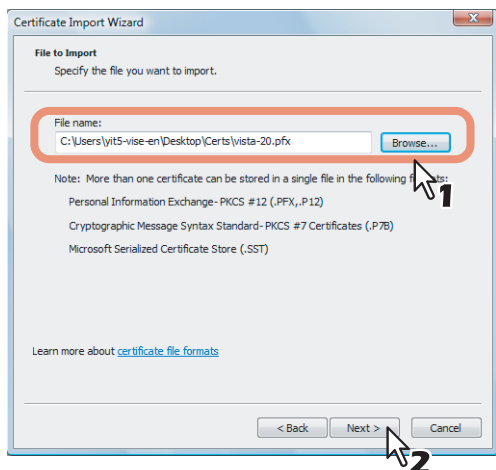 Certificate Import Wizard
File to Import
Specify the file you want to import.
File name:
C:\Users\yit5-vise-en\Desktop\Certs\vista-20.pfx Browse...
Note: More than one certificate can be stored in a single file in the following
1
Personal Information Exchange- PKCS #12 (.PFX,.P12)
Cryptographic Message Syntax Standard- PKCS #7 Certificates (.P7B)
Microsoft Serialized Certificate Store (.SST)
Learn more about certificate file formats
< Back Next > Cancel
2